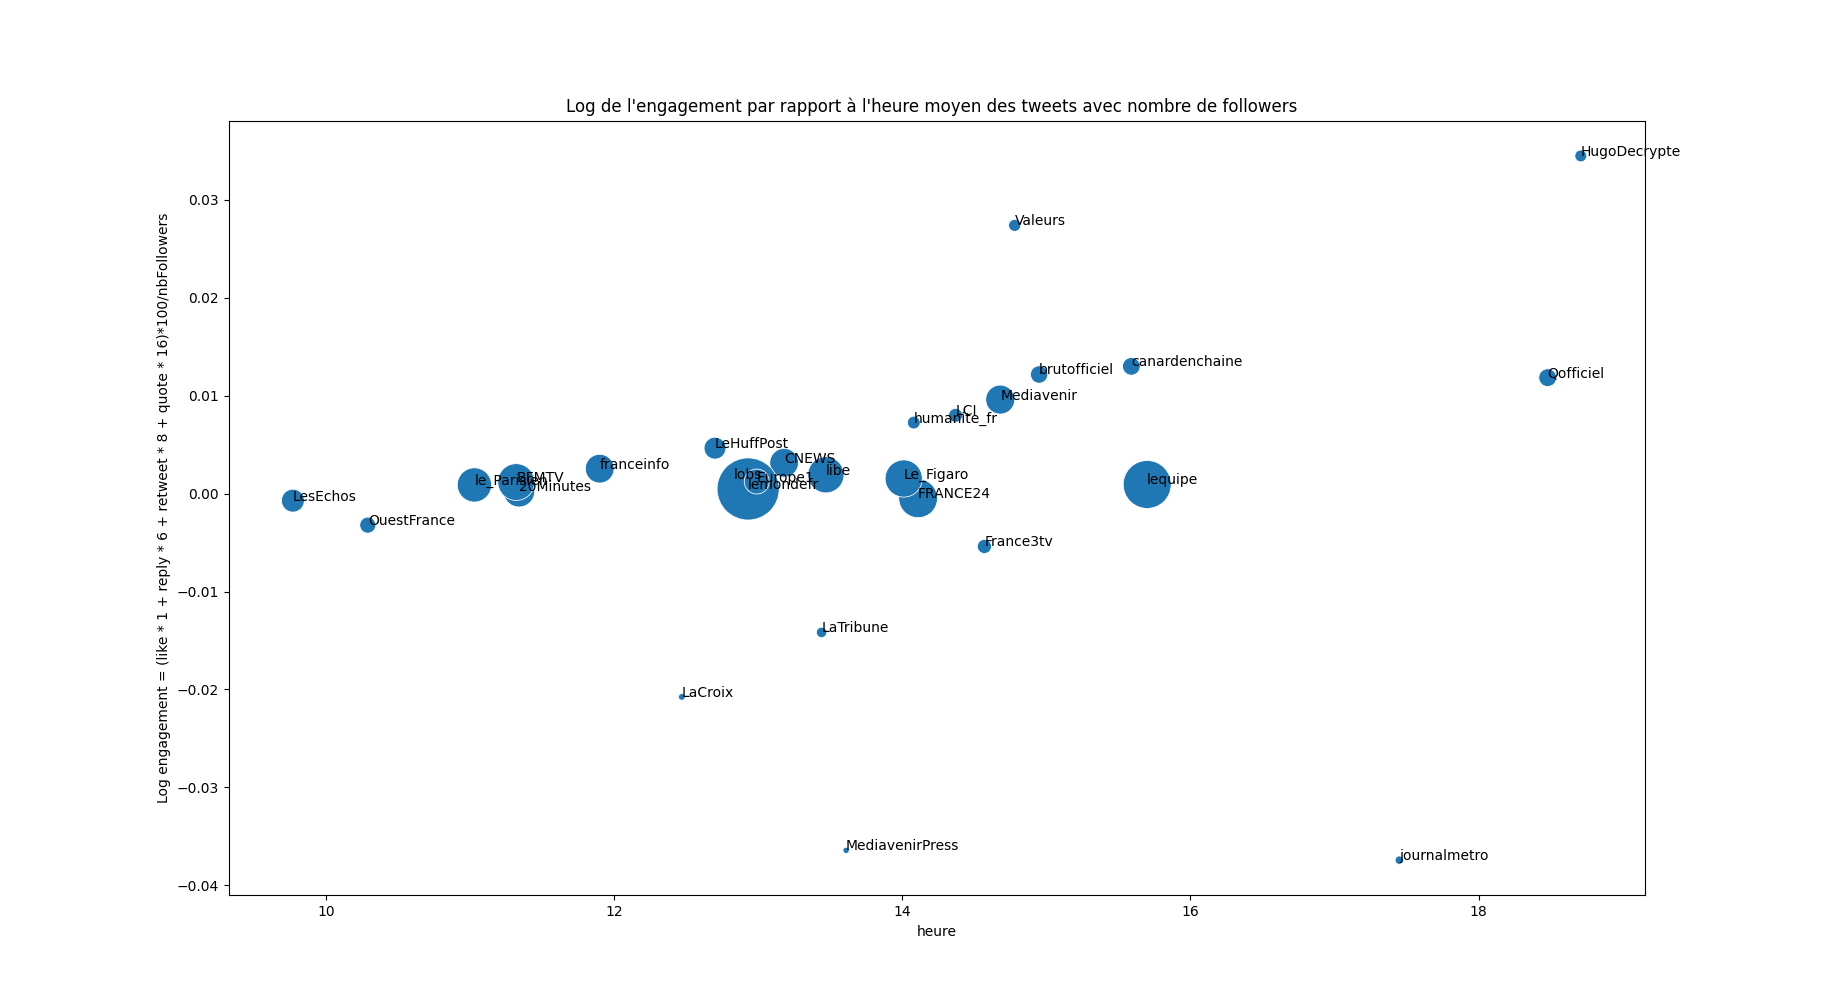 Log de l'engagement par rapport à l'heure moyen des tweets avec nombre de followers
Log engagement = (like * 1 + reply * 6 + retweet * 8 + quote * 16)*100/nbFollowers
0.03
0.02
0.01
0.00
−0.01
−0.02
−0.03
−0.04
HugoDecrypte
Valeurs
canardenchaine
brutofficiel
Qofficiel
Mediavenir
LCI
humanite_fr
LeHuffPost
CNEWS
franceinfo
libe
lobs
Europe1
lemondefr
Le_Figaro
FRANCE24
lequipe
le_Parisien
BFMTV
20Minutes
LesEchos
OuestFrance
France3tv
LaTribune
LaCroix
MediavenirPress
journalmetro
10
12
14
16
18
heure